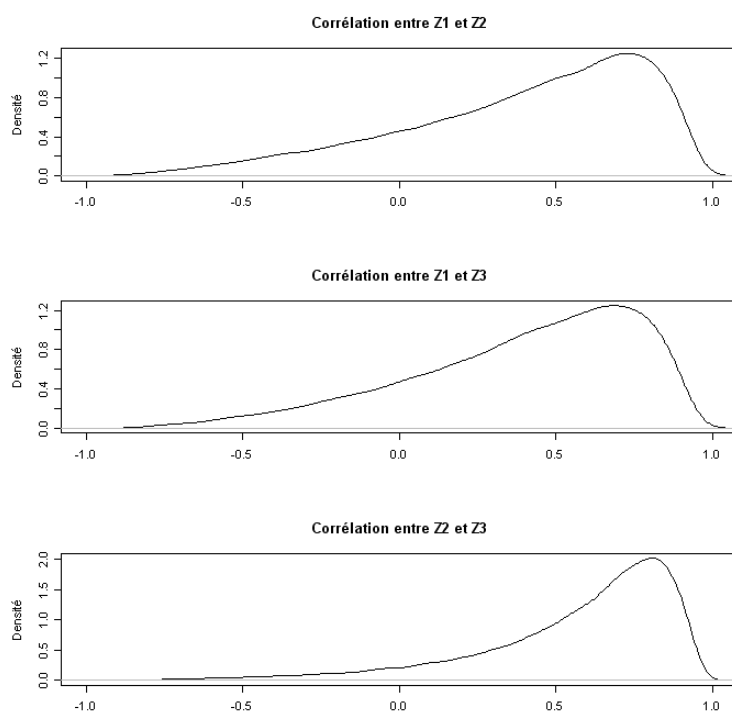 Corrélation entre Z1 et Z2
Densité
0.0 0.4 0.8 1.2
-1.0 -0.5 0.0 0.5 1.0
Corrélation entre Z1 et Z3
Densité
0.0 0.4 0.8 1.2
-1.0 -0.5 0.0 0.5 1.0
Corrélation entre Z2 et Z3
Densité
0.0 0.5 1.0 1.5 2.0
-1.0 -0.5 0.0 0.5 1.0